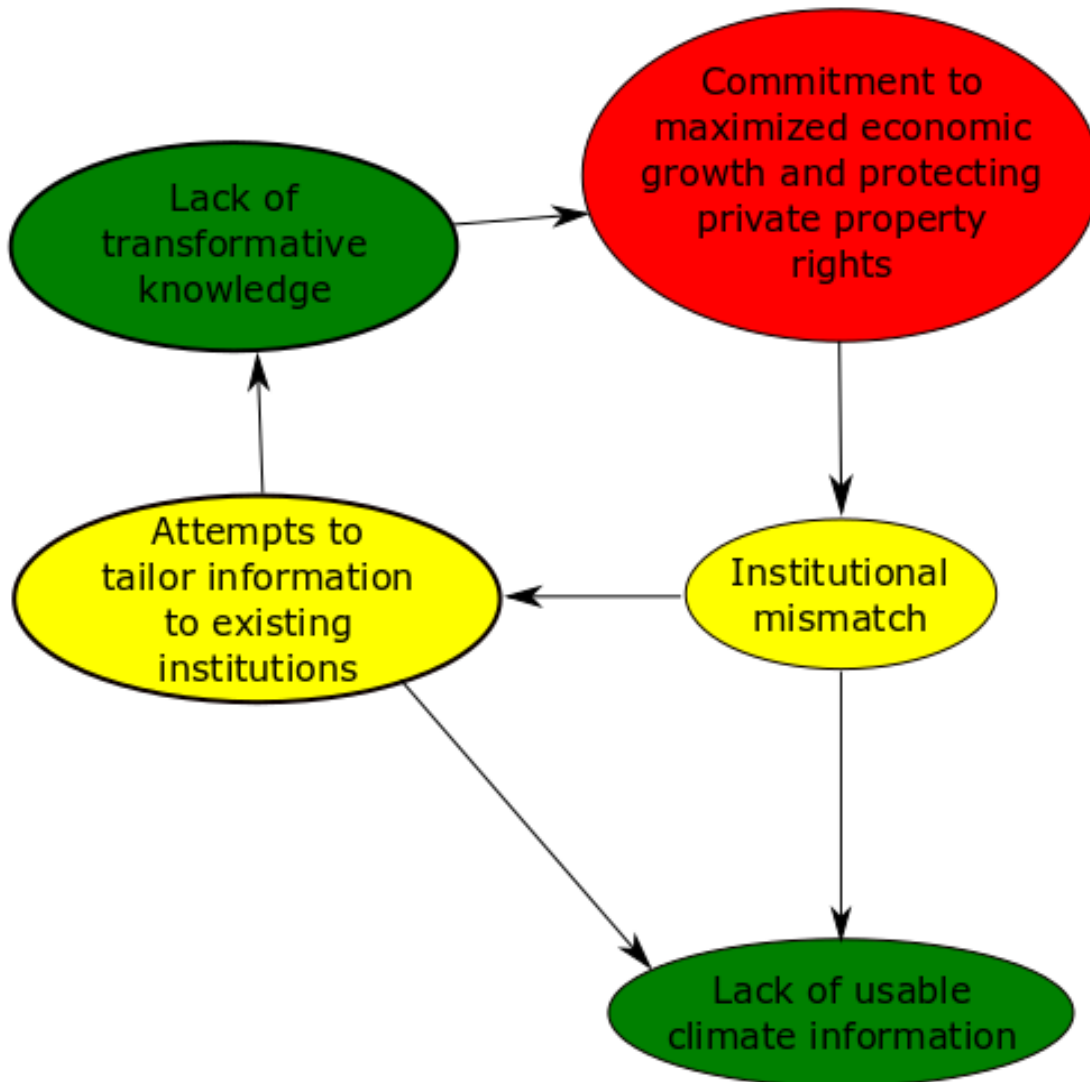 Commitment to
maximized economic
growth and protecting
private property
rights
Lack of
transformative
knowledge
Attempts to
tailor information
to existing
institutions
Institutional
mismatch
Lack of usable
climate information